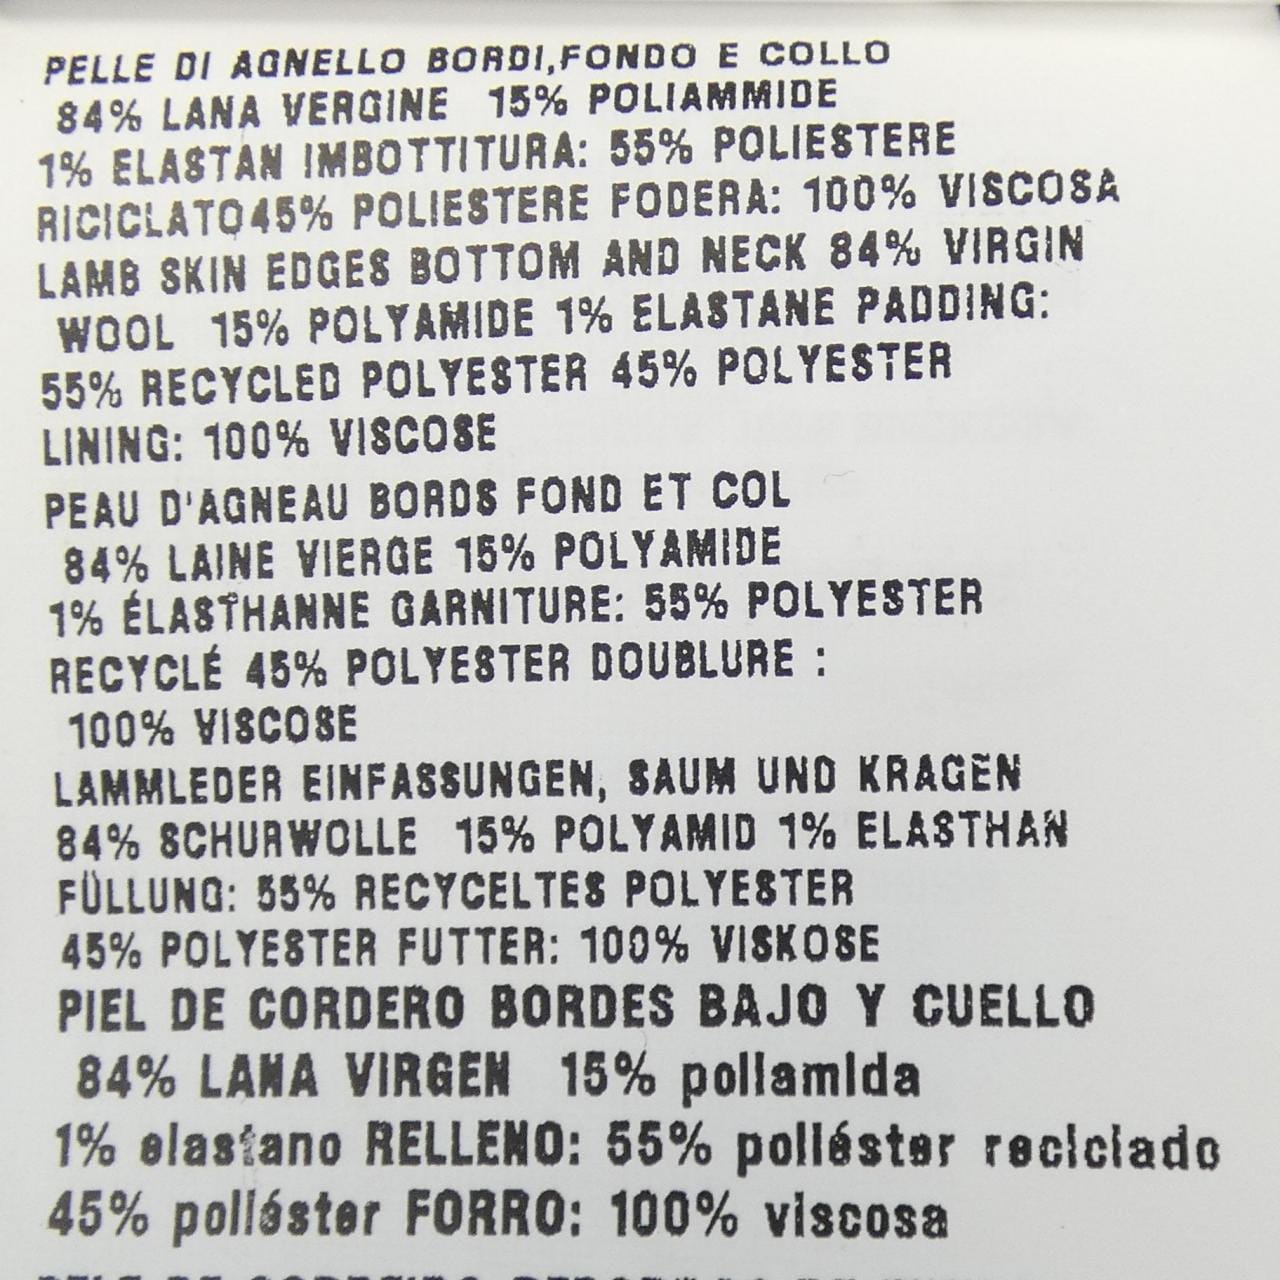 PELLE DI AGNELLO BORDI,FONDO E COLLO
84% LANA VERGINE 15% POLIAMMIDE
1% ELASTAN IMBOTTITURA: 55% POLIESTERE
RICICLATO45% POLIESTERE FODERA: 100% VISCOSA
LAMB SKIN EDGES BOTTOM AND NECK 84% VIRGIN
WOOL 15% POLYAMIDE 1% ELASTANE PADDING:
55% RECYCLED POLYESTER 45% POLYESTER
LINING: 100% VISCOSE
PEAU D'AGNEAU BORDS FOND ET COL
84% LAINE VIERGE 15% POLYAMIDE
1% ÉLASTHANNE GARNITURE: 55% POLYESTER
RECYCLÉ 45% POLYESTER DOUBLURE :
100% VISCOSE
LAMMLEDER EINFASSUNGEN, SAUM UND KRAGEN
84% SCHURWOLLE 15% POLYAMID 1% ELASTHAN
FÜLLUNG: 55% RECYCELTES POLYESTER
45% POLYESTER FUTTER: 100% VISKOSE
PIEL DE CORDERO BORDES BAJO Y CUELLO
84% LANA VIRGEN 15% poliamida
1% elastano RELLENO: 55% poliéster reciclado
45% poliéster FORRO: 100% viscosa